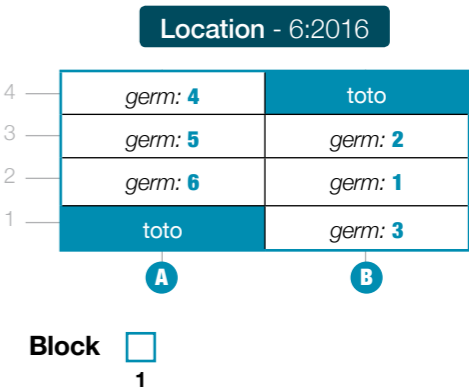 Location - 6:2016
4 germ: 4 toto
3 germ: 5 germ: 2
2 germ: 6 germ: 1
1 toto germ: 3
A B
Block
1